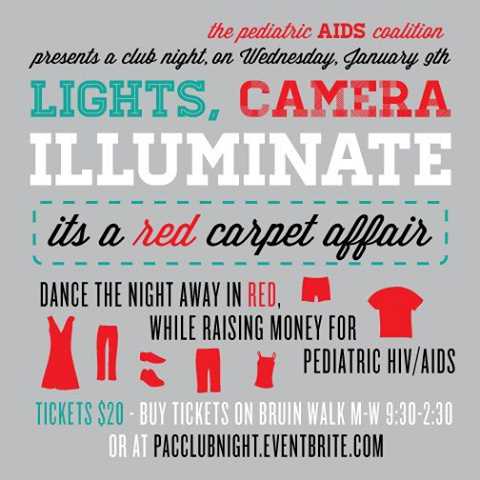 the pediatric AIDS coalition
presents a club night, on Wednesday, January 9th
LIGHTS, CAMERA
ILLUMINATE
its a red carpet affair
DANCE THE NIGHT AWAY IN RED,
WHILE RAISING MONEY FOR
PEDIATRIC HIV/AIDS
TICKETS $20 - BUY TICKETS ON BRUIN WALK M-W 9:30-2:30
OR AT PACCLUBNIGHT.EVENTBRITE.COM